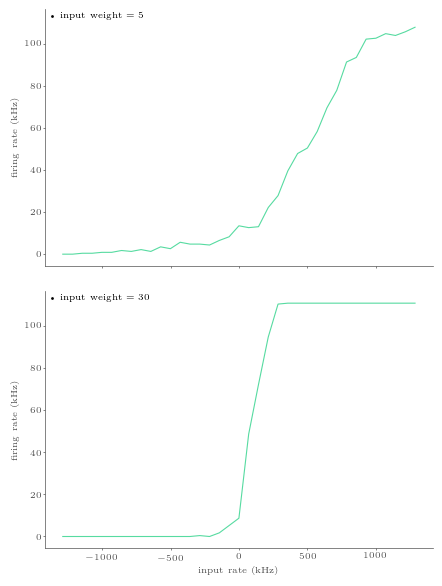 • input weight = 5
100
80
60
40
20
0
firing rate (kHz)
• input weight = 30
100
80
60
40
20
0
firing rate (kHz)
−1000 −500 0 500 1000
input rate (kHz)